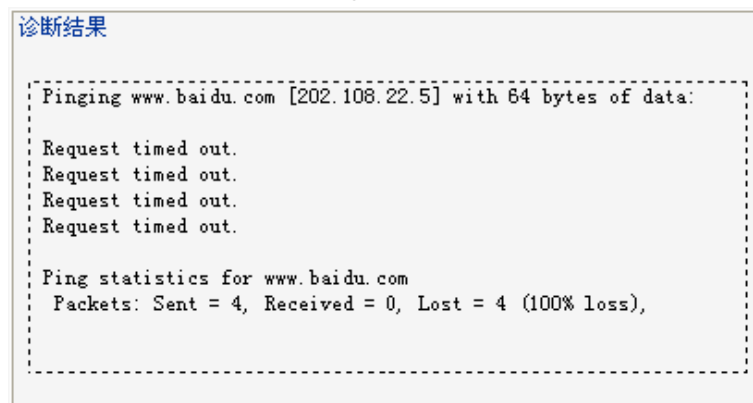 诊断结果
Pinging www.baidu.com [202.108.22.5] with 64 bytes of data:
Request timed out.
Request timed out.
Request timed out.
Request timed out.
Ping statistics for www.baidu.com
Packets: Sent = 4, Received = 0, Lost = 4 (100% loss),